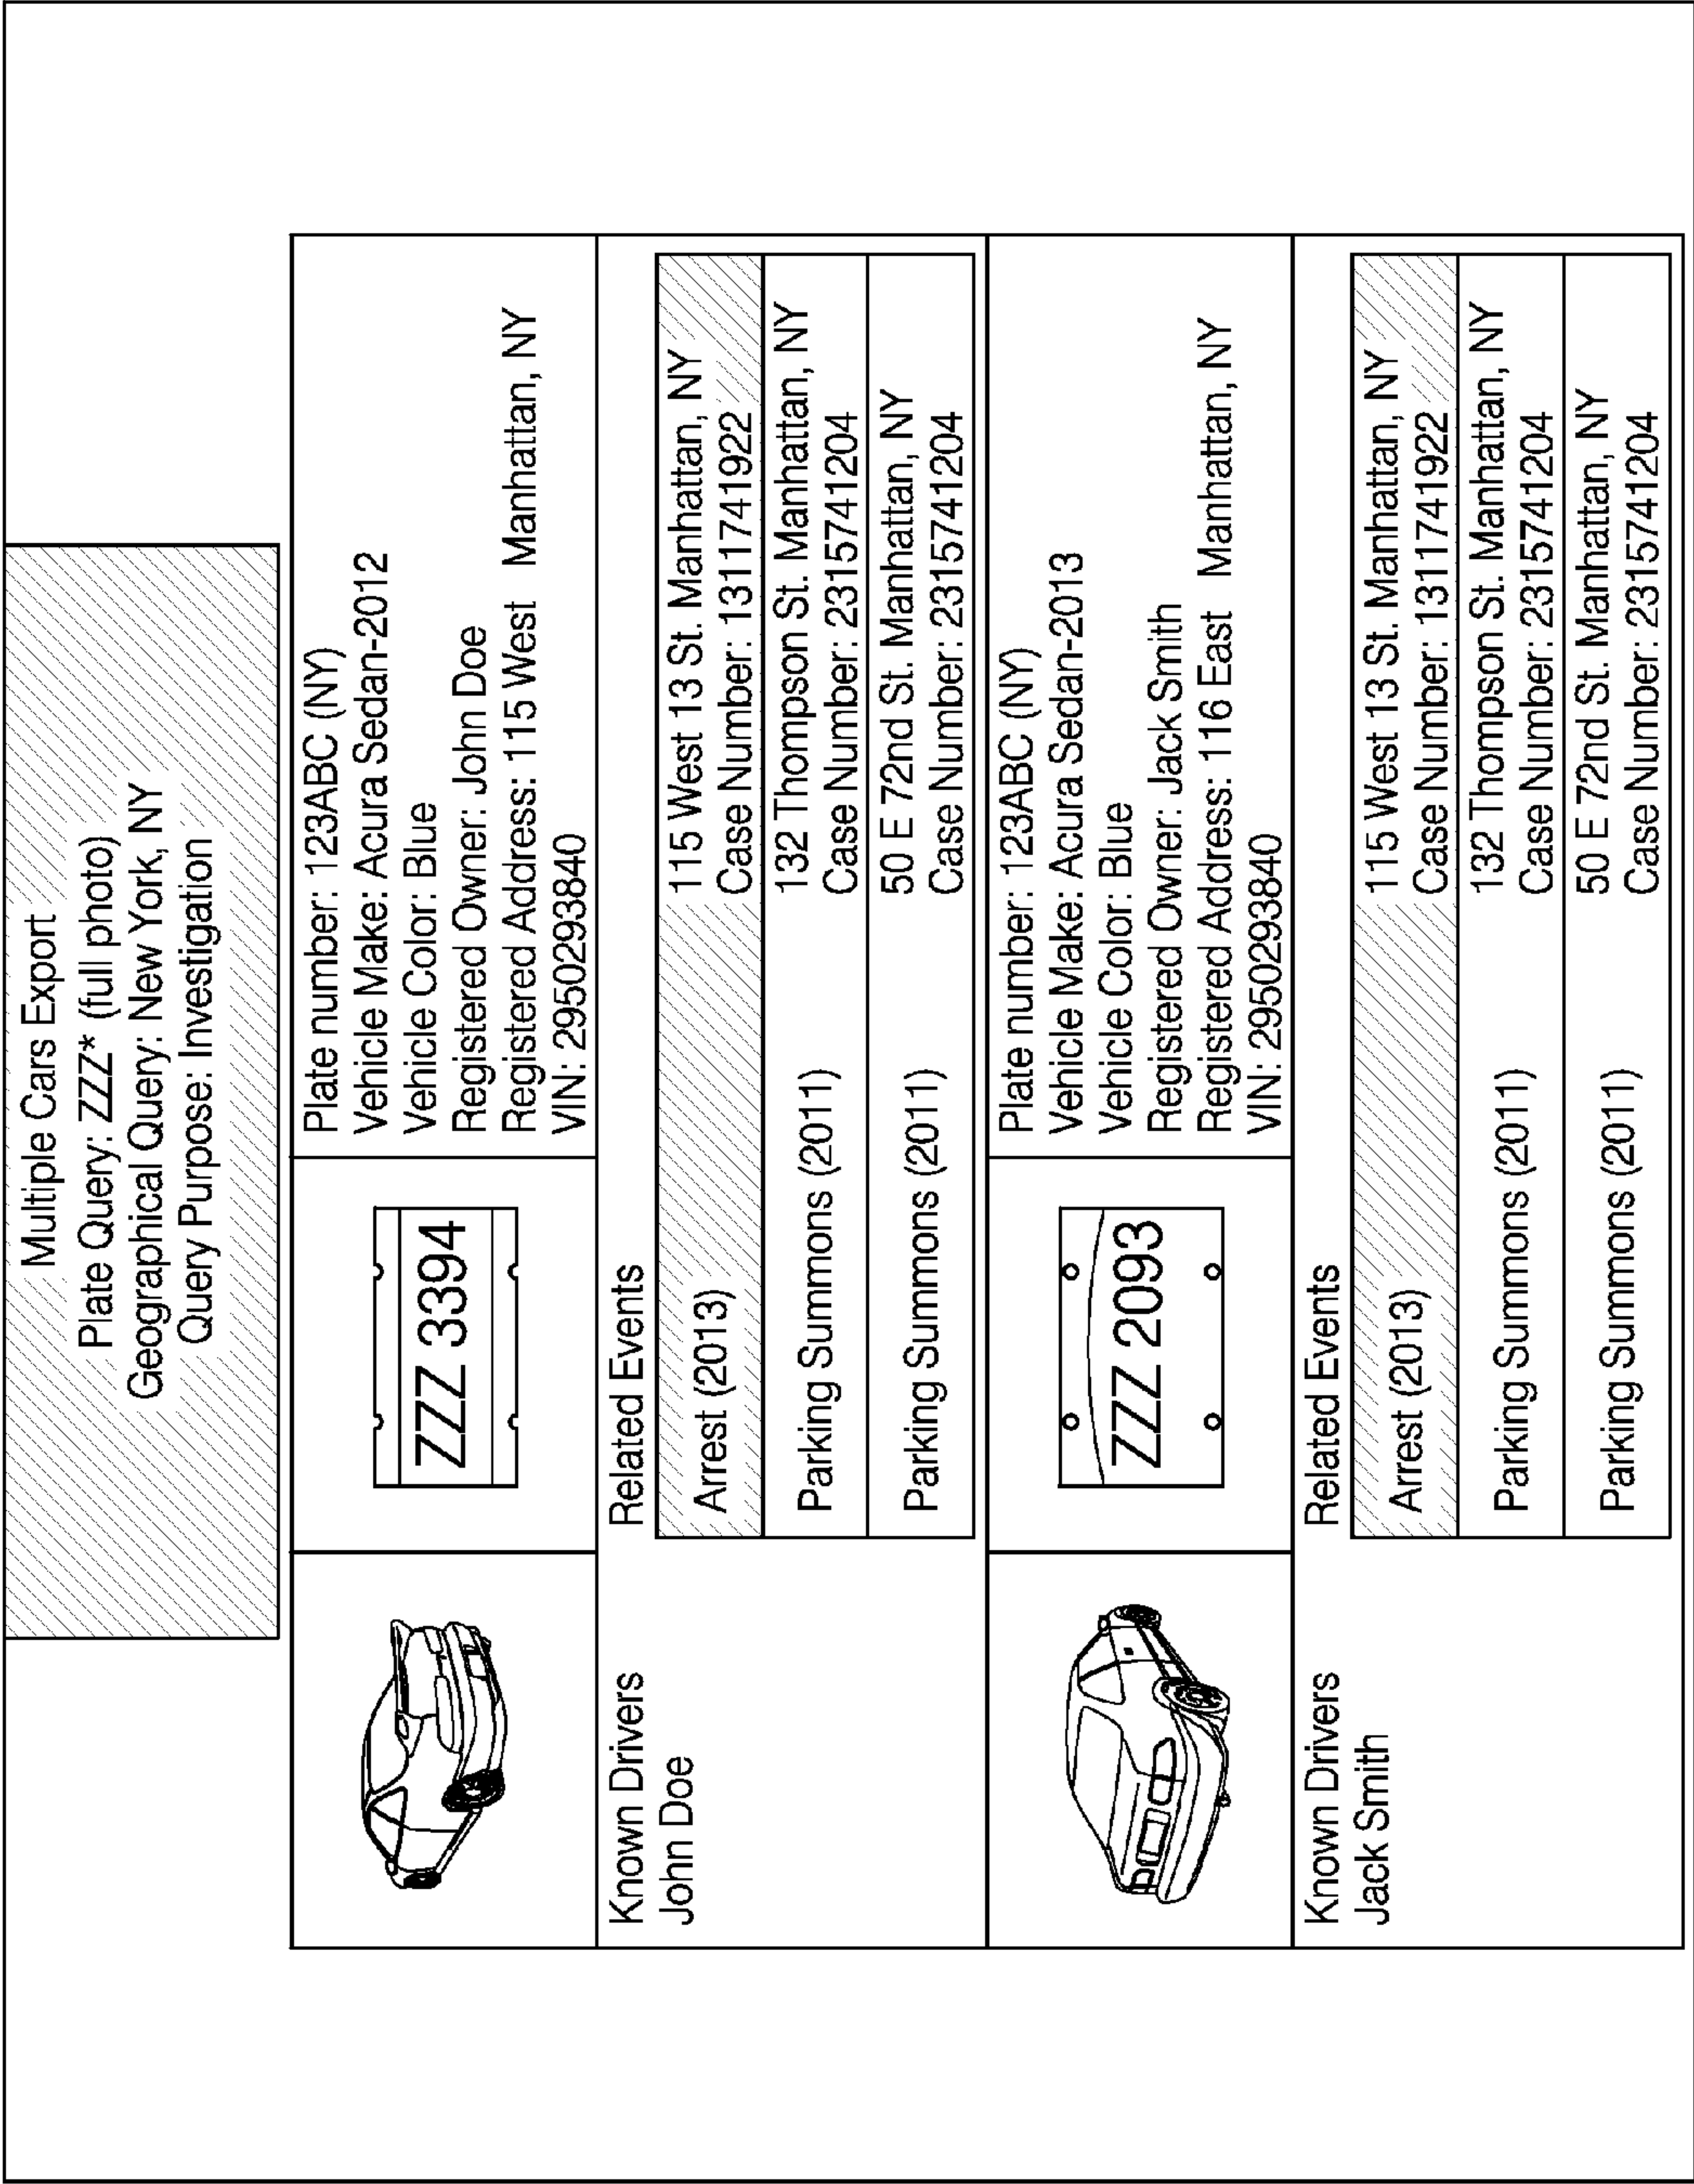 Multiple Cars Export
Plate Query: ZZZ* (full photo)
Geographical Query: New York, NY
Query Purpose: Investigation
ZZZ 3394
Plate number: 123ABC (NY)
Vehicle Make: Acura Sedan-2012
Vehicle Color: Blue
Registered Owner: John Doe
Registered Address: 115 West Manhattan, NY
VIN: 2950293840
Known Drivers
John Doe
Related Events
Arrest (2013) 115 West 13 St. Manhattan, NY
Case Number: 1311741922
Parking Summons (2011) 132 Thompson St. Manhattan, NY
Case Number: 2315741204
Parking Summons (2011) 50 E 72nd St. Manhattan, NY
Case Number: 2315741204
ZZZ 2093
Plate number: 123ABC (NY)
Vehicle Make: Acura Sedan-2013
Vehicle Color: Blue
Registered Owner: Jack Smith
Registered Address: 116 East Manhattan, NY
VIN: 2950293840
Known Drivers
Jack Smith
Related Events
Arrest (2013) 115 West 13 St. Manhattan, NY
Case Number: 1311741922
Parking Summons (2011) 132 Thompson St. Manhattan, NY
Case Number: 2315741204
Parking Summons (2011) 50 E 72nd St. Manhattan, NY
Case Number: 2315741204